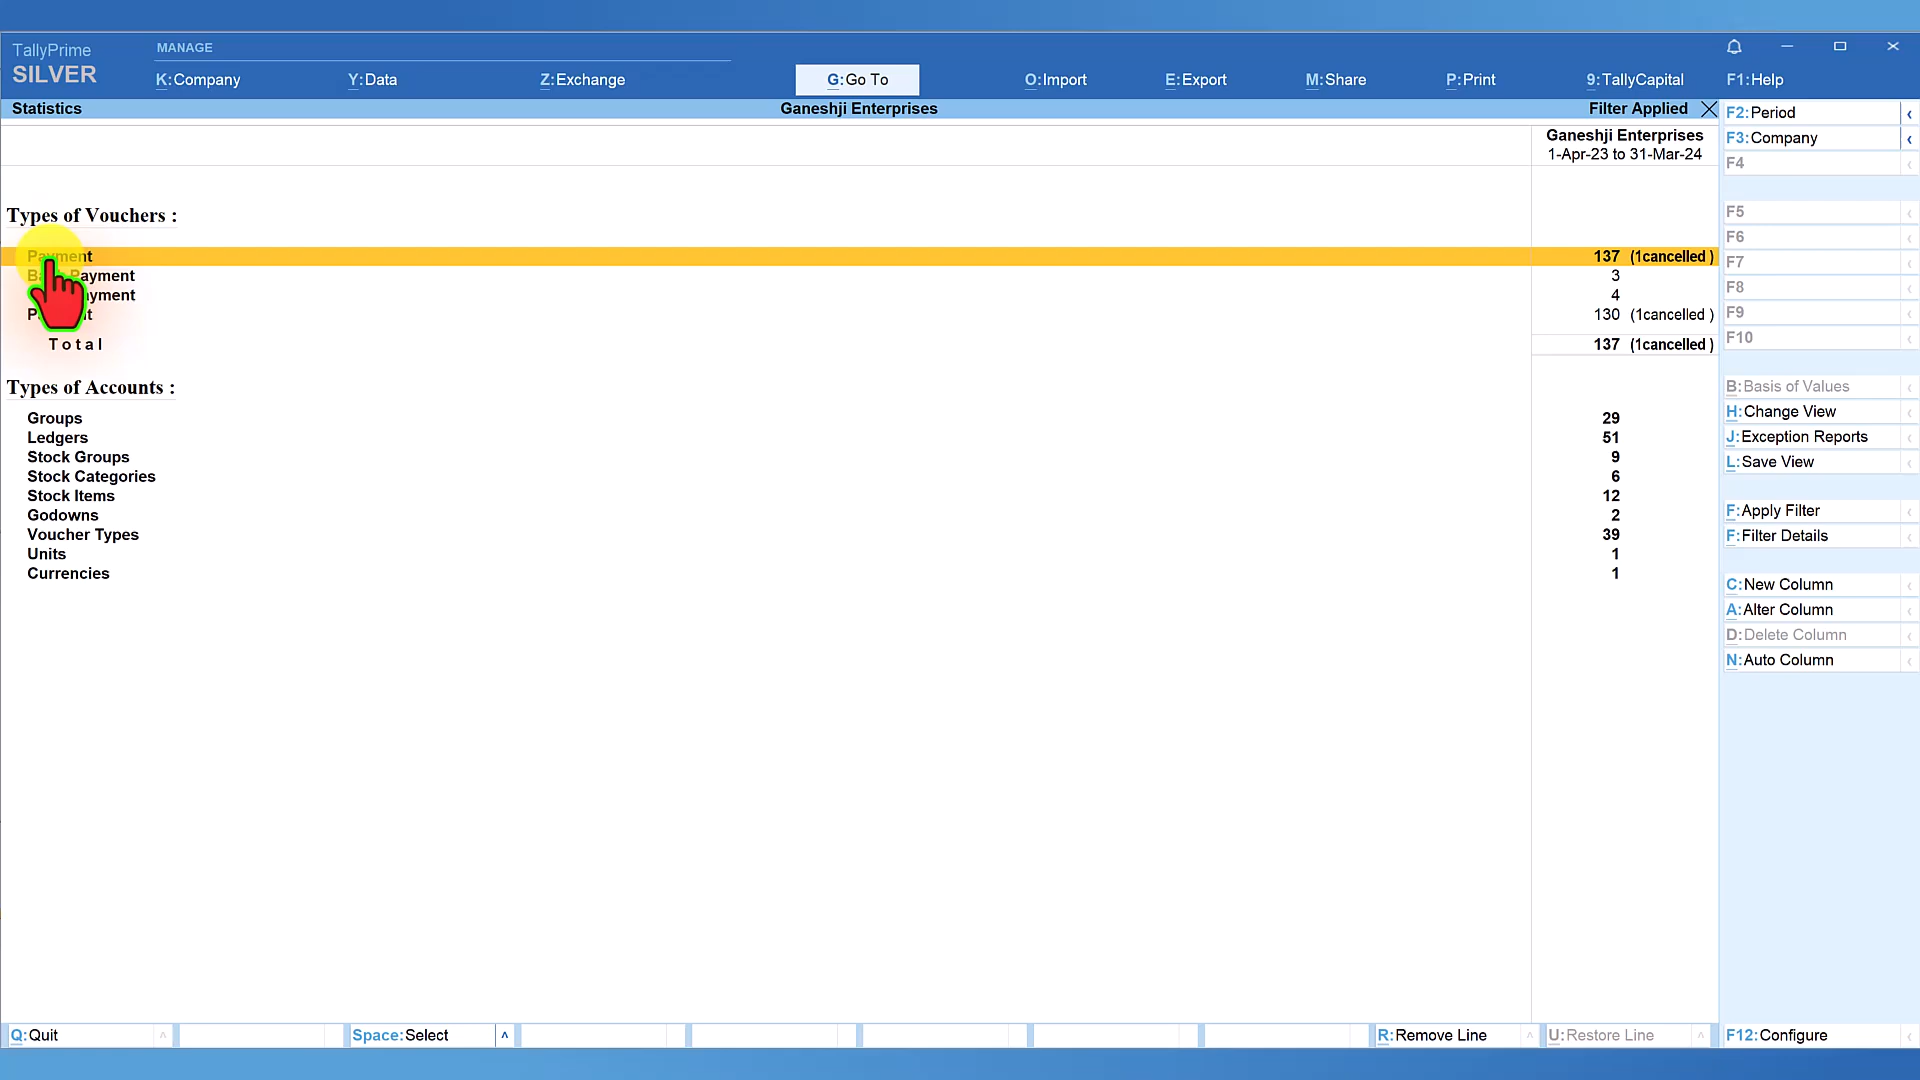 TallyPrime
SILVER
MANAGE
K:Company Y:Data Z:Exchange G:Go To O:Import E:Export M:Share P:Print 9:TallyCapital F1:Help
Statistics Ganeshji Enterprises Filter Applied
Ganeshji Enterprises
1-Apr-23 to 31-Mar-24
Types of Vouchers :
Payment 137 (1cancelled )
Payment 3
Payment 4
130 (1cancelled )
Total 137 (1cancelled )
Types of Accounts :
Groups 29
Ledgers 51
Stock Groups 9
Stock Categories 6
Stock Items 12
Godowns 2
Voucher Types 39
Units 1
Currencies 1
F2:Period
F3:Company
F4
F5
F6
F7
F8
F9
F10
B:Basis of Values
H:Change View
J:Exception Reports
L:Save View
F:Apply Filter
F:Filter Details
C:New Column
A:Alter Column
D:Delete Column
N:Auto Column
Q:Quit Space:Select R:Remove Line U:Restore Line F12:Configure